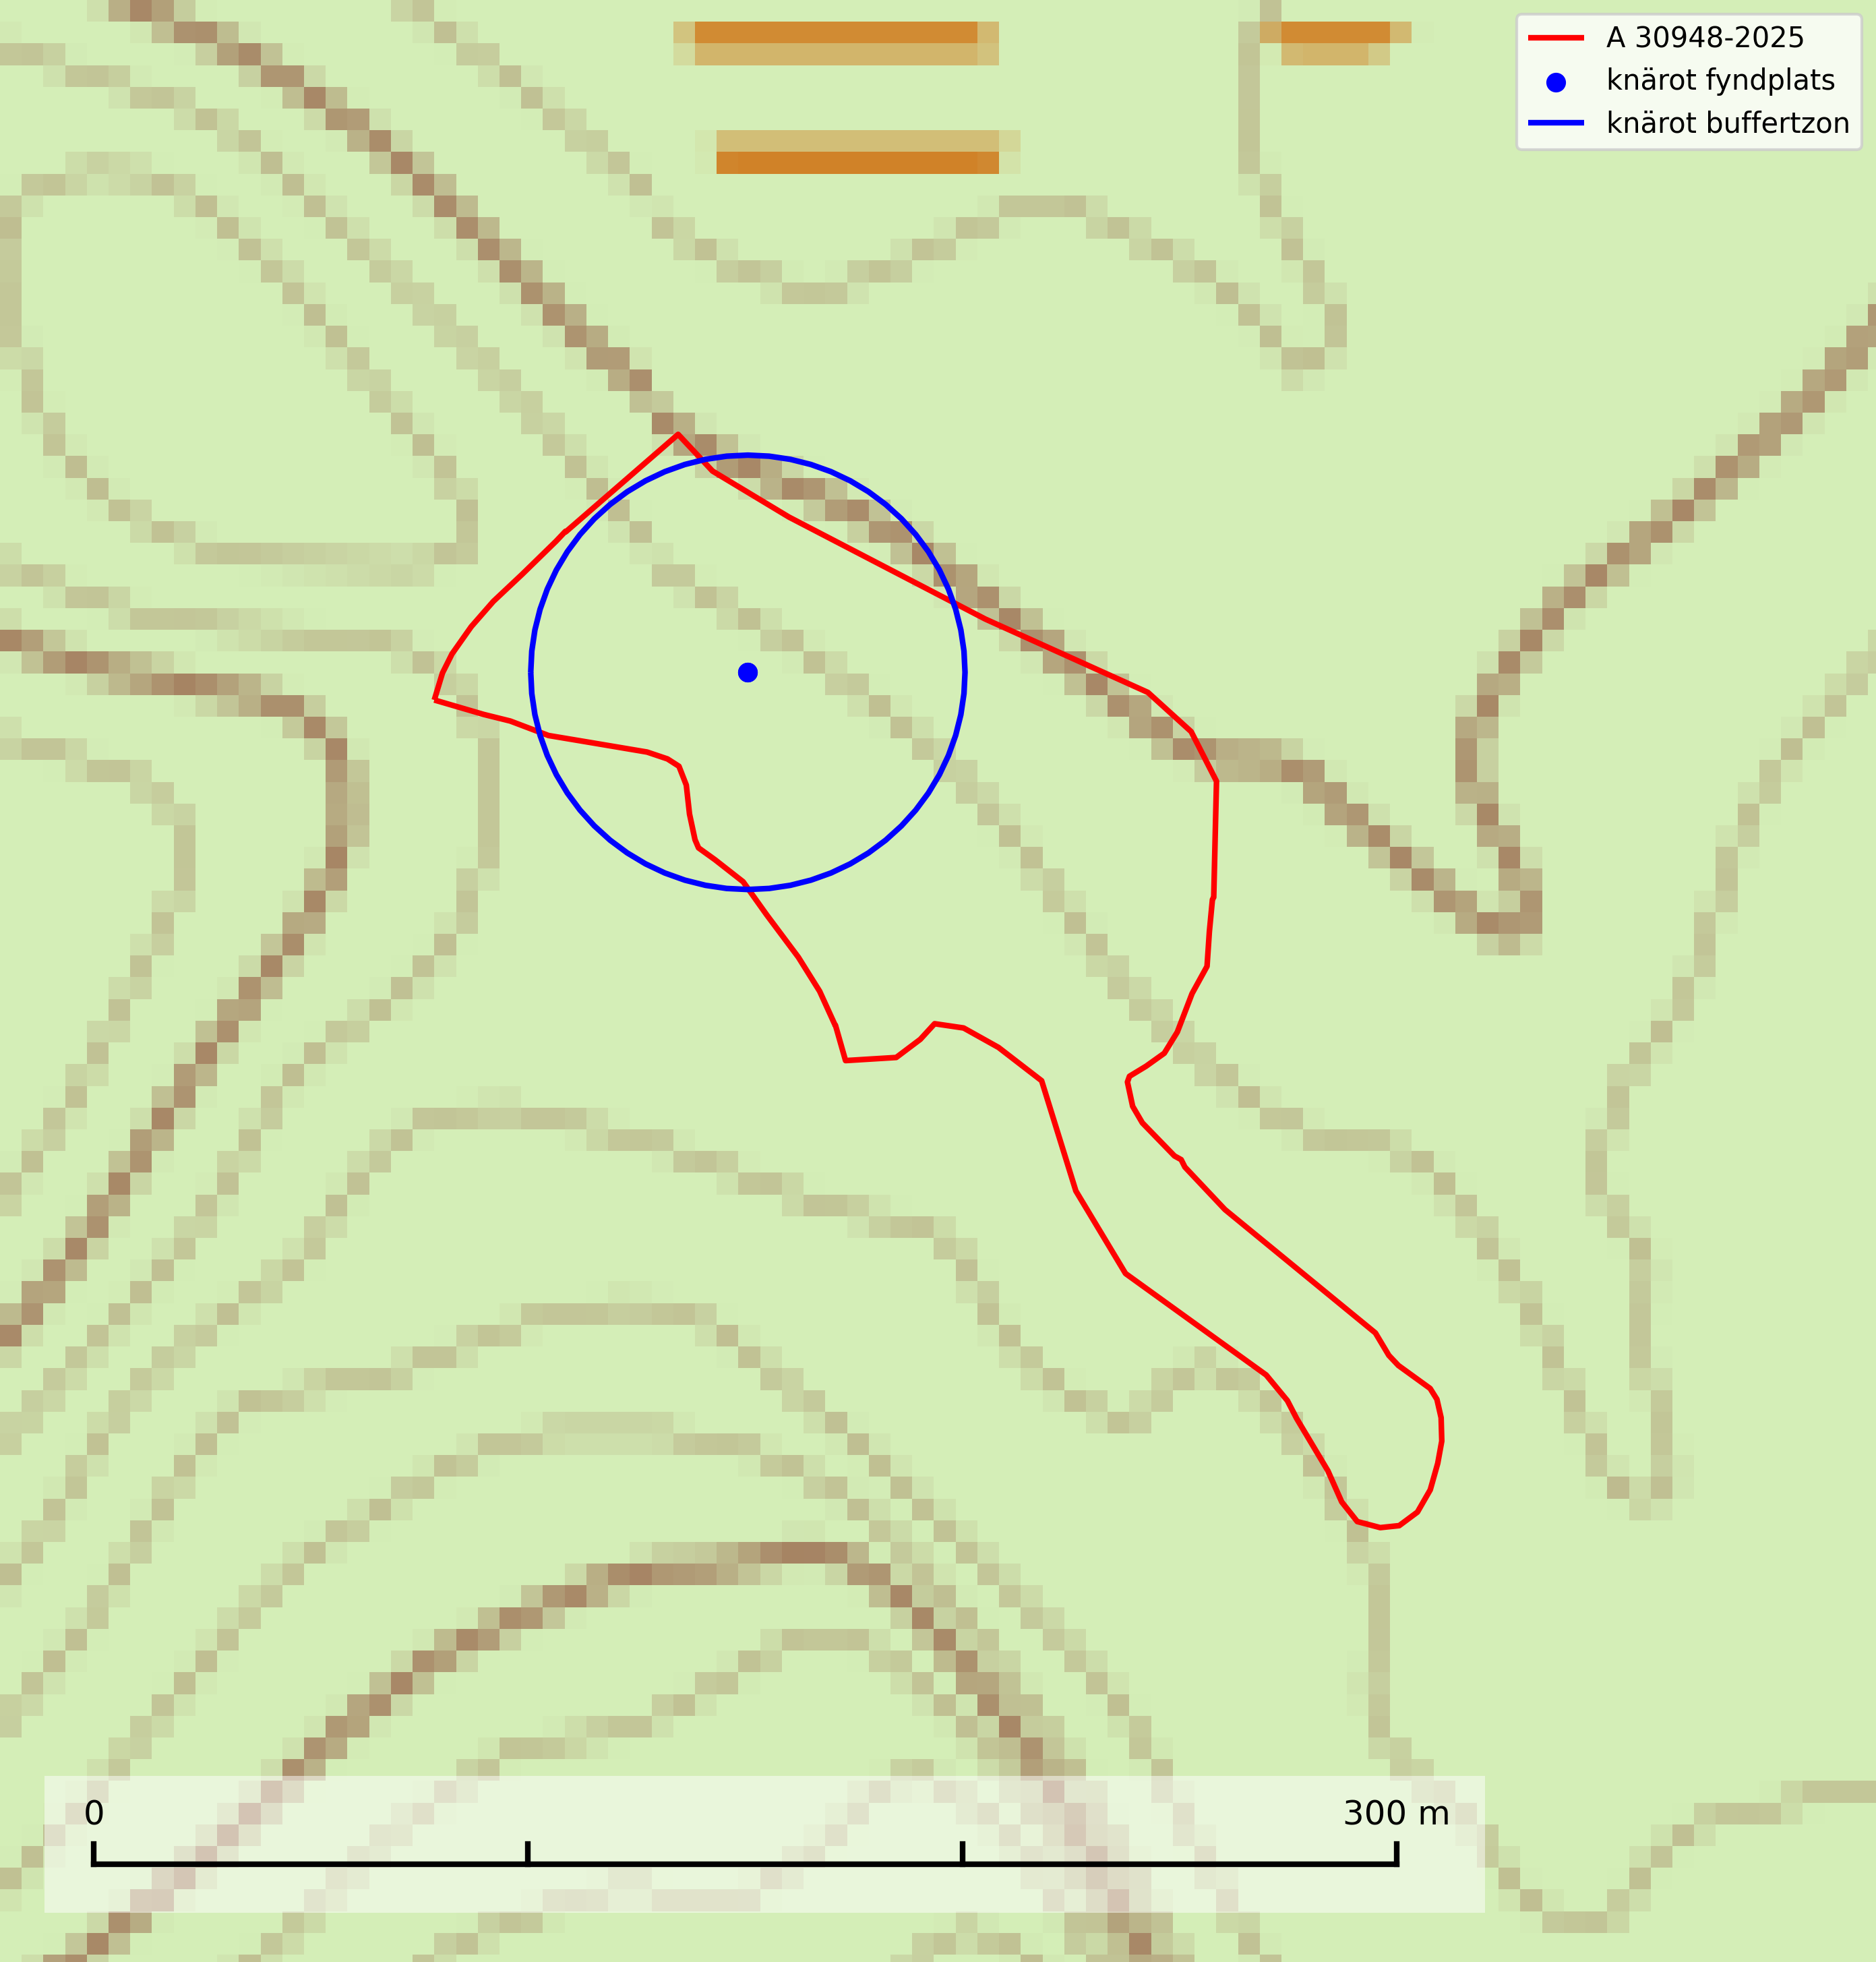 A 30948-2025
knärot fyndplats
knärot buffertzon
0 300 m